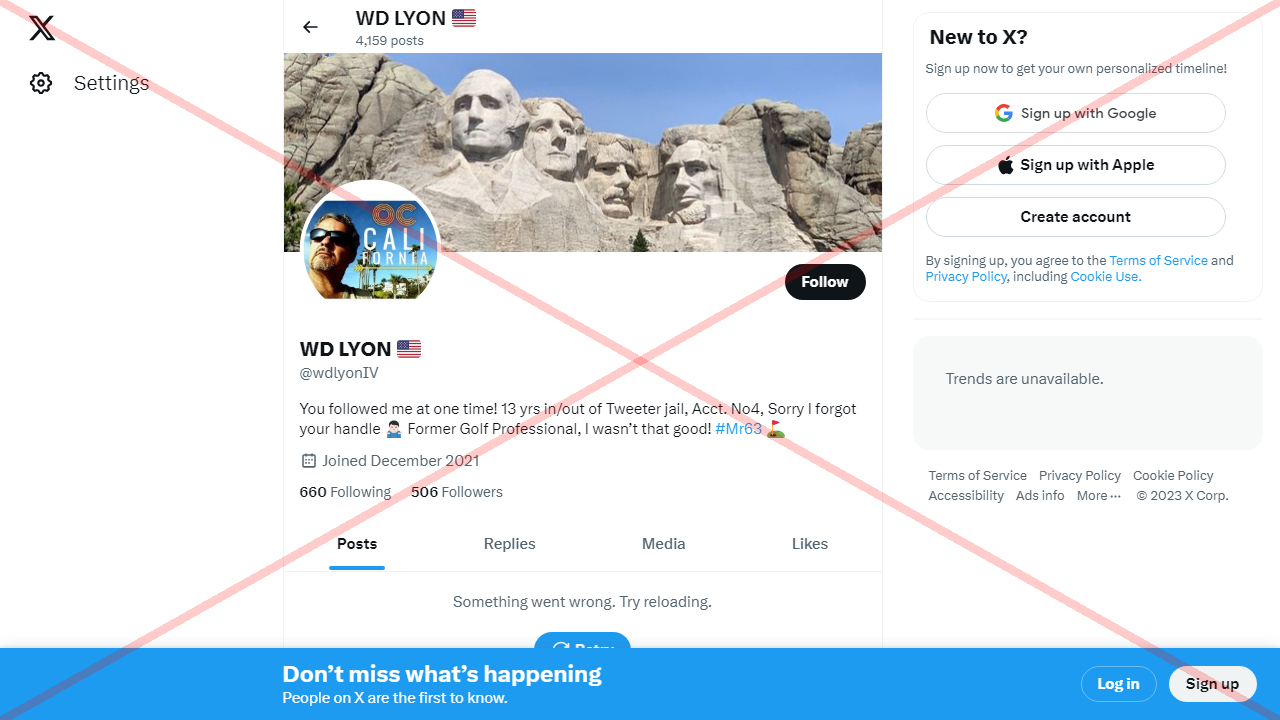 Settings
WD LYON
4,159 posts
OC
CALI
FORNIA
Follow
WD LYON
@wdlyonIV
You followed me at one time! 13 yrs in/out of Tweeter jail, Acct. No4, Sorry I forgot
your handle 🤷🏻‍♂️ Former Golf Professional, I wasn’t that good! #Mr63 ⛳
Joined December 2021
660 Following 506 Followers
Posts Replies Media Likes
Something went wrong. Try reloading.
Retry
New to X?
Sign up now to get your own personalized timeline!
Sign up with Google
Sign up with Apple
Create account
By signing up, you agree to the Terms of Service and
Privacy Policy, including Cookie Use.
Trends are unavailable.
Terms of Service Privacy Policy Cookie Policy
Accessibility Ads info More ··· © 2023 X Corp.
Don’t miss what’s happening
People on X are the first to know.
Log in Sign up